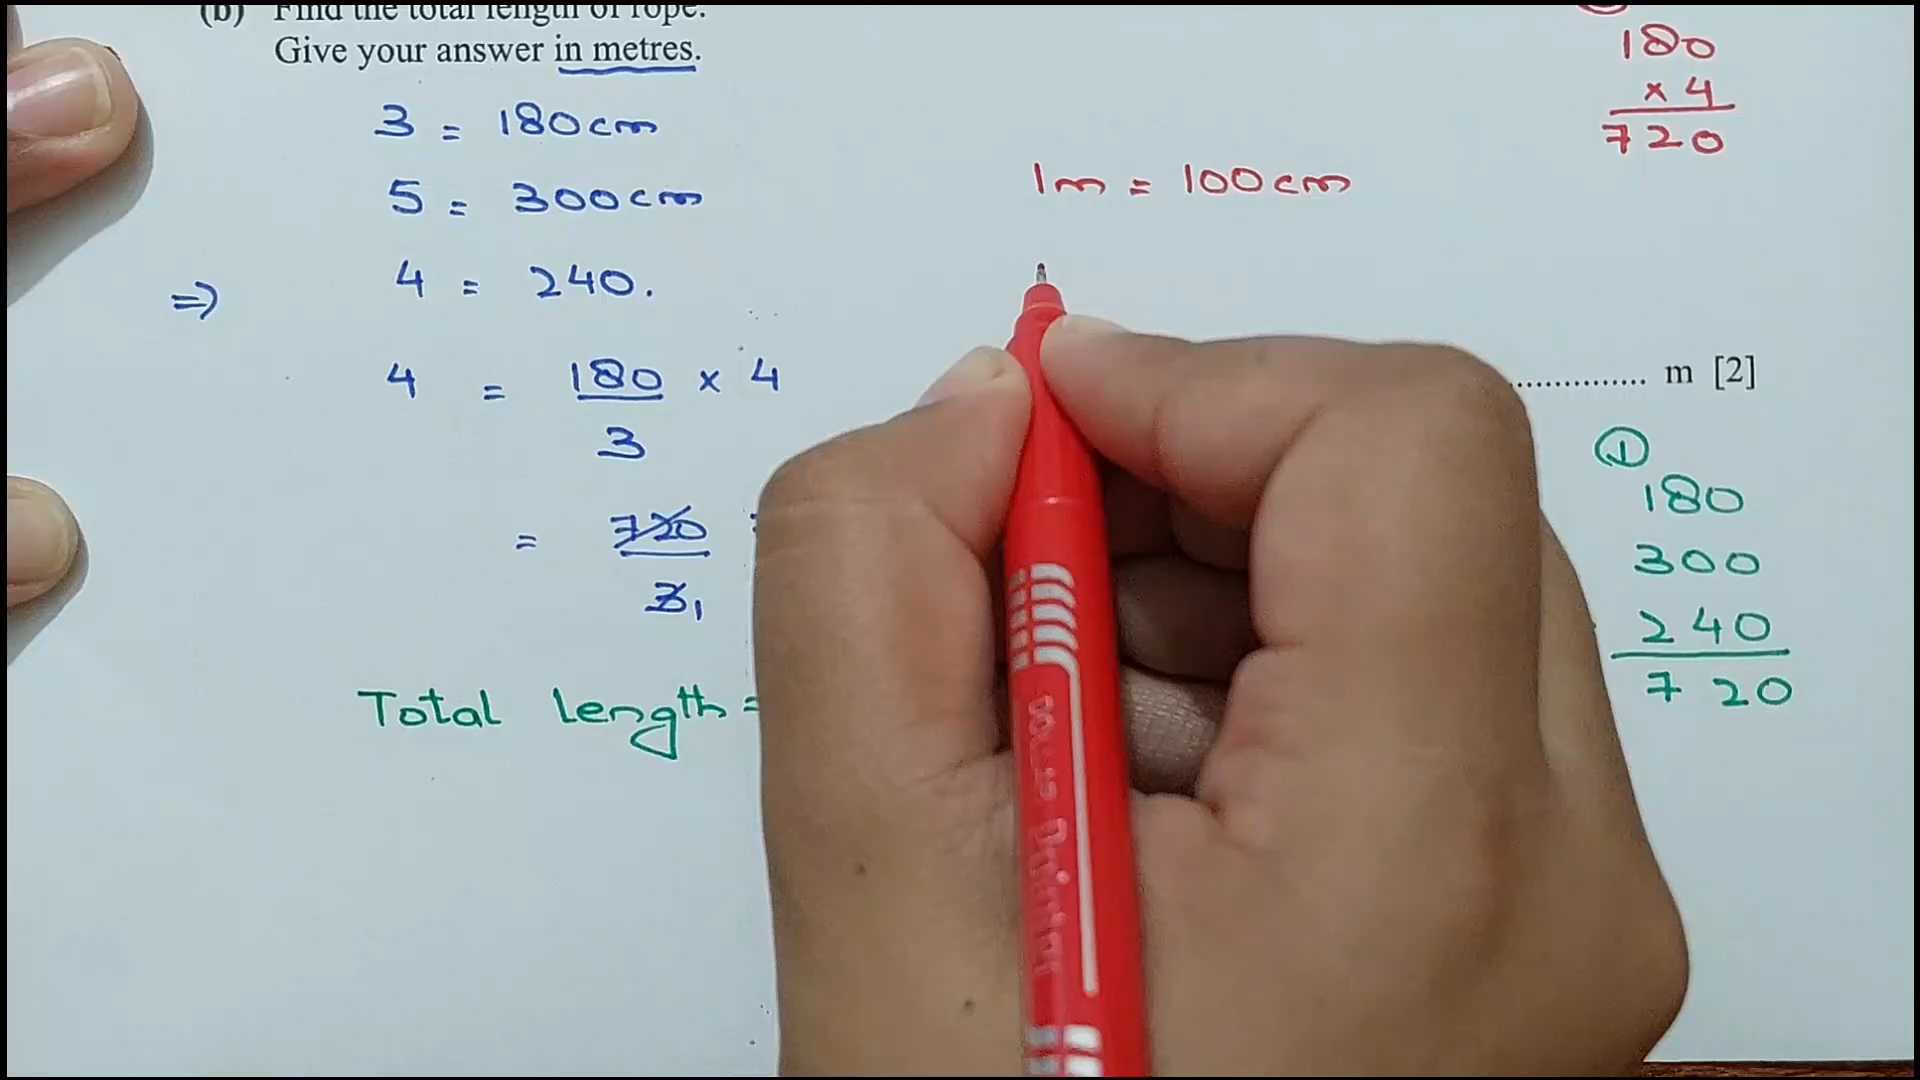 (b) Find the total length of rope.
Give your answer in metres.
3 = 180cm
5 = 300cm
⇒ 4 = 240.
4 = 180 × 4
3
= 720
3 1
Total length =
180
× 4
720
1m = 100cm
m [2]
1
180
300
240
720